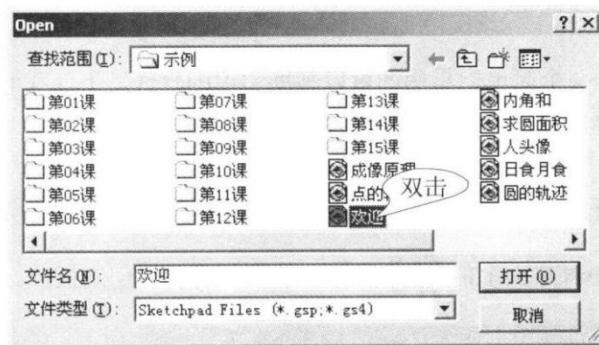 Open
查找范围(I): 示例
第01课 第07课 第13课 内角和
第02课 第08课 第14课 求圆面积
第03课 第09课 第15课 人头像
第04课 第10课 成像原理 日食月食
第05课 第11课 点的 双击 圆的轨迹
第06课 第12课 欢迎
文件名(N): 欢迎 打开(O)
文件类型(T): Sketchpad Files (*.gsp;*.gs4) 取消